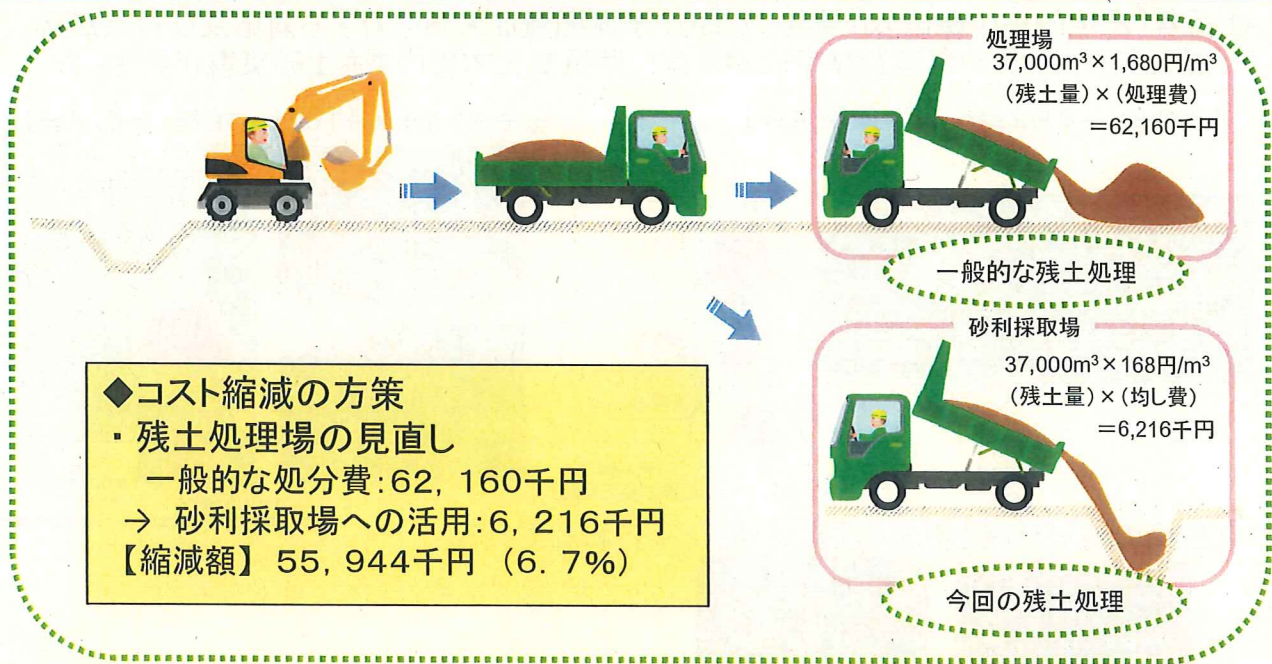 処理場
37,000m³×1,680円/m³
(残土量)×(処理費)
=62,160千円
一般的な残土処理
砂利採取場
37,000m³×168円/m³
(残土量)×(均し費)
=6,216千円
今回の残土処理
◆コスト縮減の方策
・残土処理場の見直し
一般的な処分費:62,160千円
→ 砂利採取場への活用:6,216千円
【縮減額】 55,944千円 (6.7%)